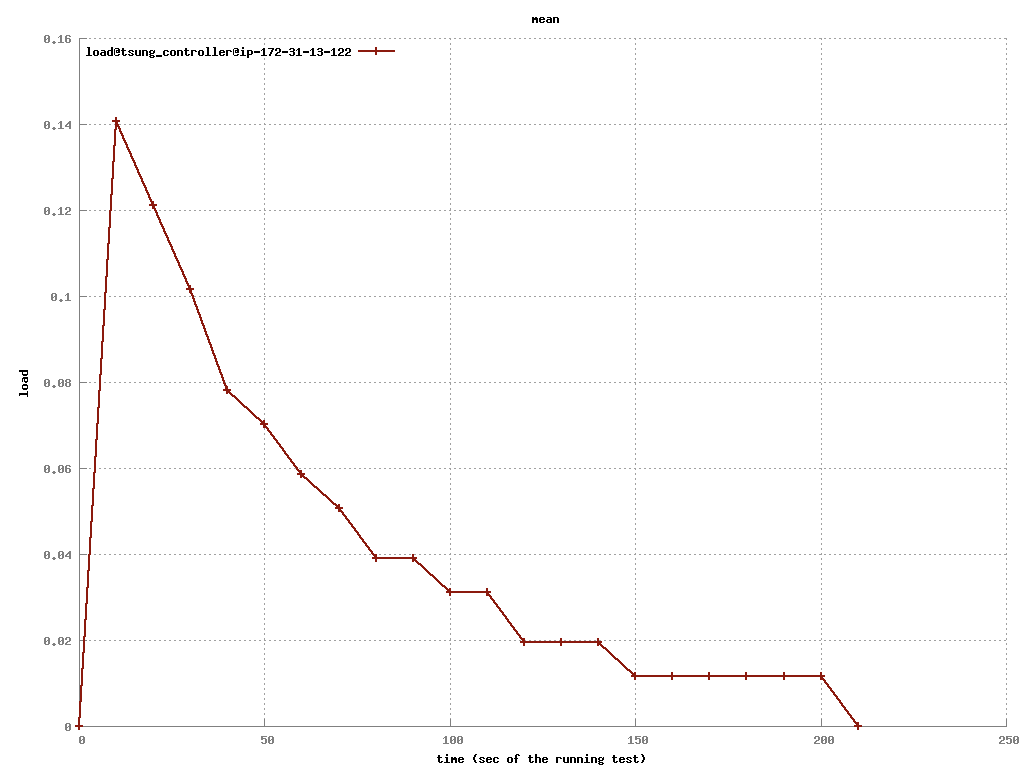 mean
load@tsung_controller@ip-172-31-13-122
0.16
0.14
0.12
0.1
0.08
0.06
0.04
0.02
0
load
0 50 100 150 200 250
time (sec of the running test)